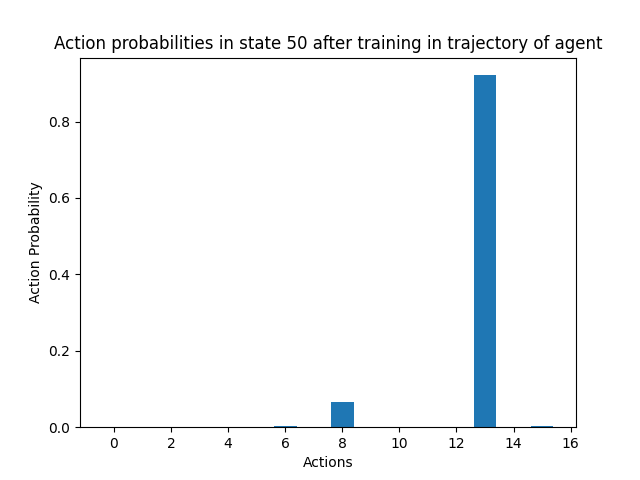 Action probabilities in state 50 after training in trajectory of agent
Action Probability
0.8
0.6
0.4
0.2
0.0
0 2 4 6 8 10 12 14 16
Actions